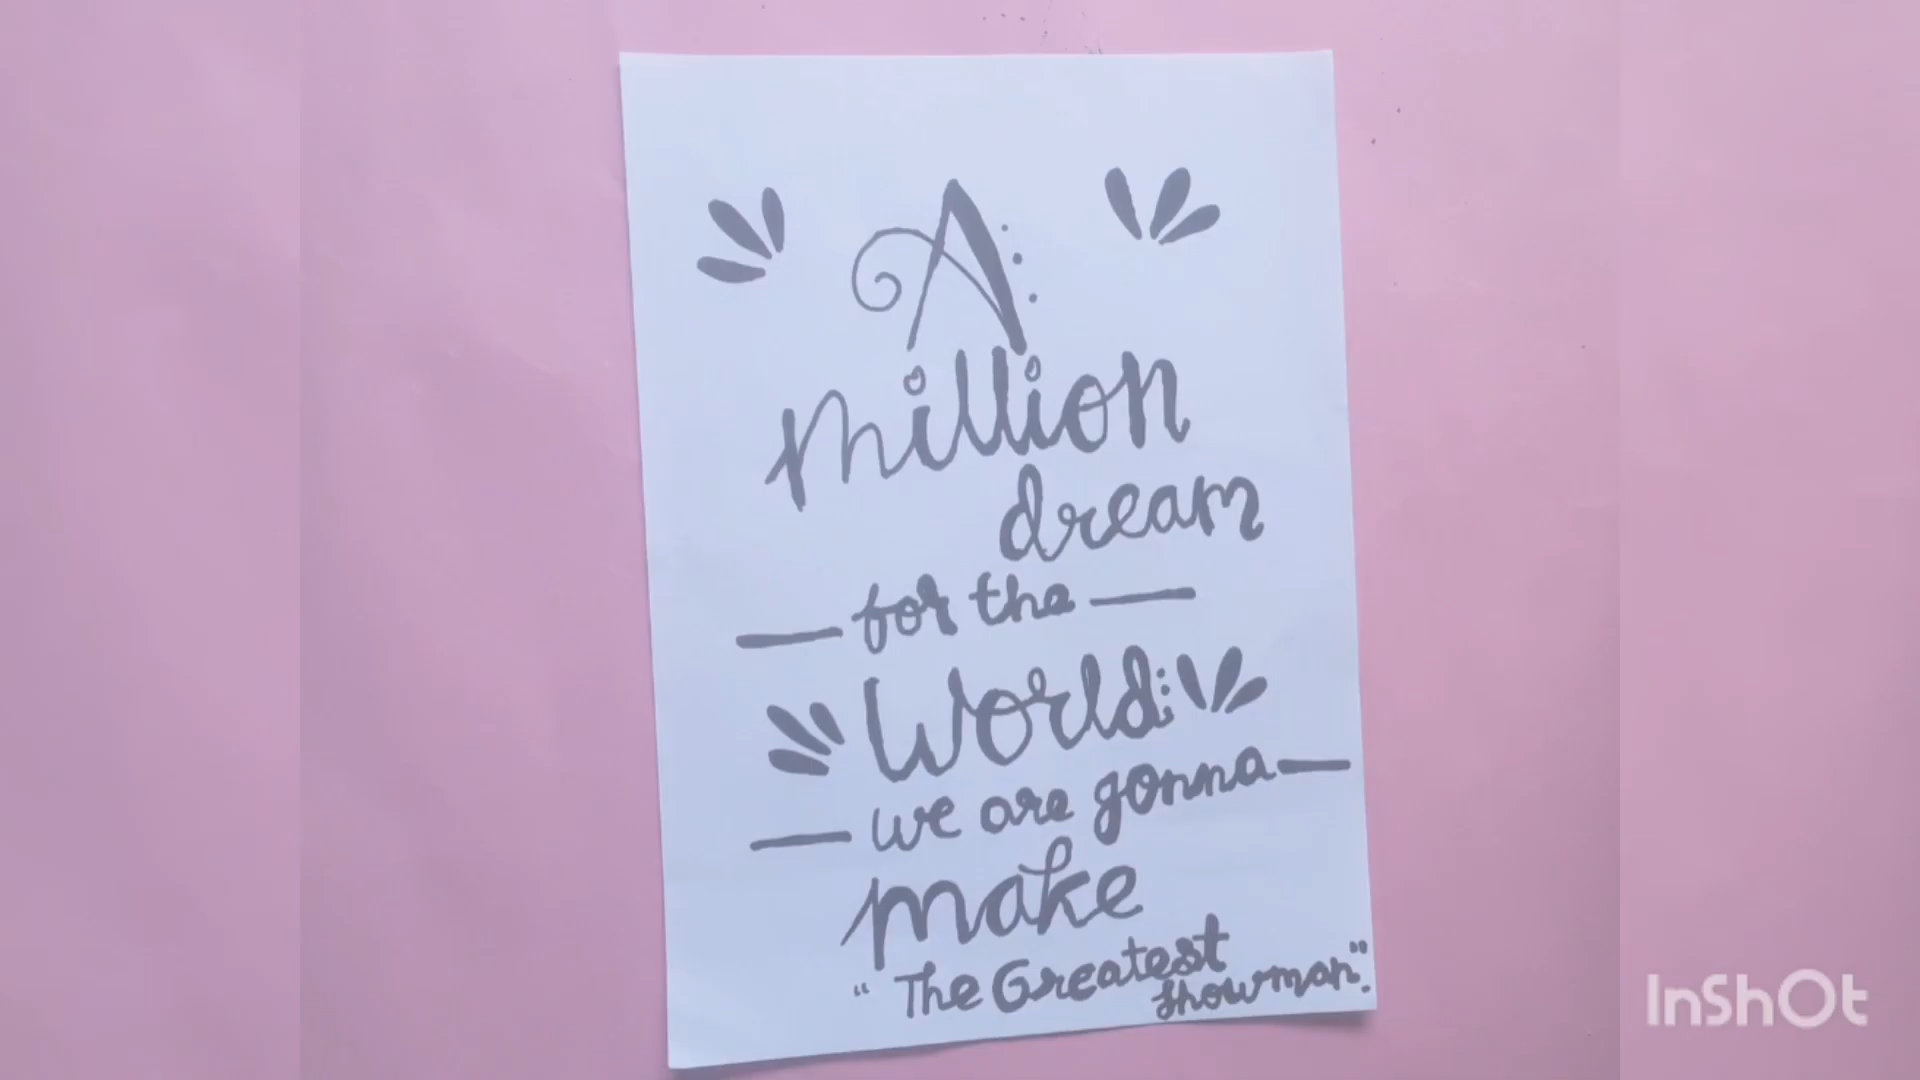 A
million
dream
for the
World:
we are gonna
make
"The Greatest
showman".
InShOt